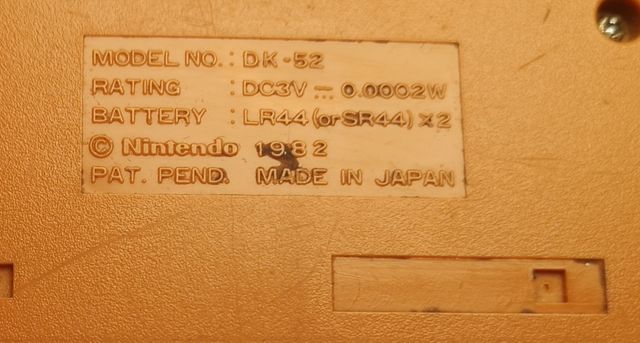 MODEL NO. : DK-52
RATING : DC3V ⎓ 0.0002W
BATTERY : LR44 (or SR44) X2
© Nintendo 1982
PAT. PEND. MADE IN JAPAN